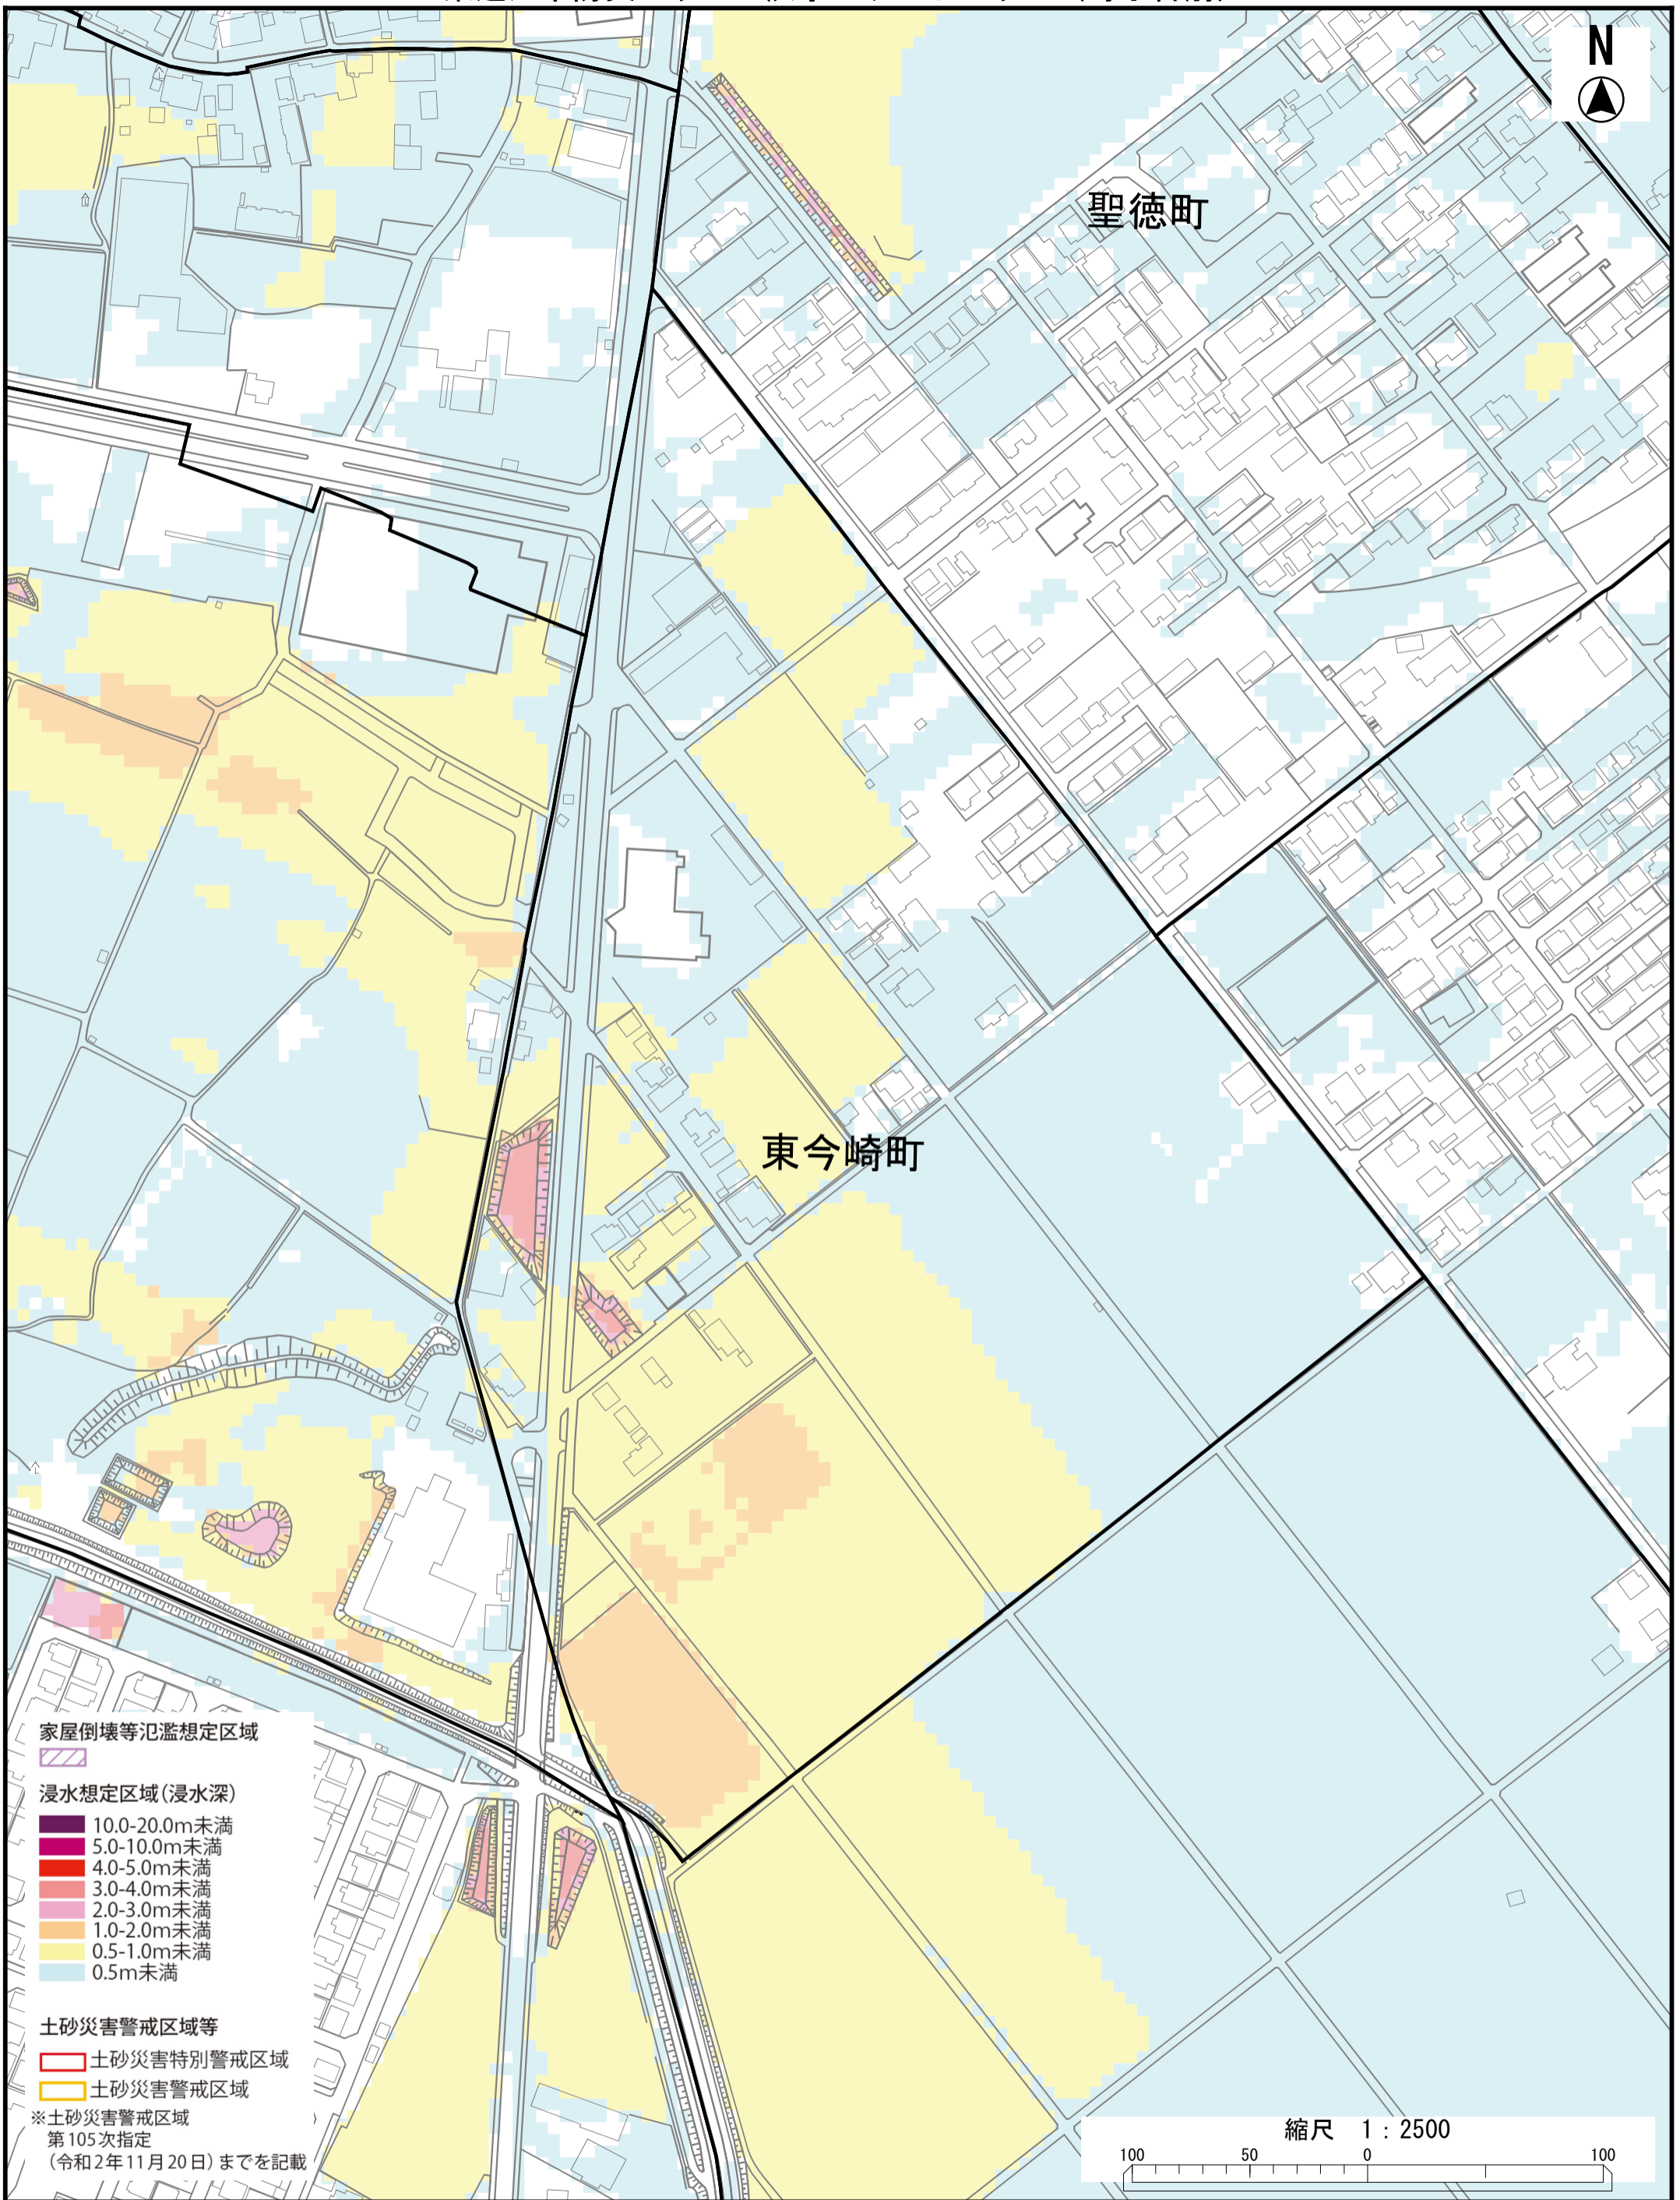 N
聖徳町
東今崎町
家屋倒壊等氾濫想定区域
浸水想定区域(浸水深)
10.0-20.0m未満
5.0-10.0m未満
4.0-5.0m未満
3.0-4.0m未満
2.0-3.0m未満
1.0-2.0m未満
0.5-1.0m未満
0.5m未満
土砂災害警戒区域等
土砂災害特別警戒区域
土砂災害警戒区域
※土砂災害警戒区域
第105次指定
(令和2年11月20日)までを記載
縮尺 1:2500
100 50 0 100